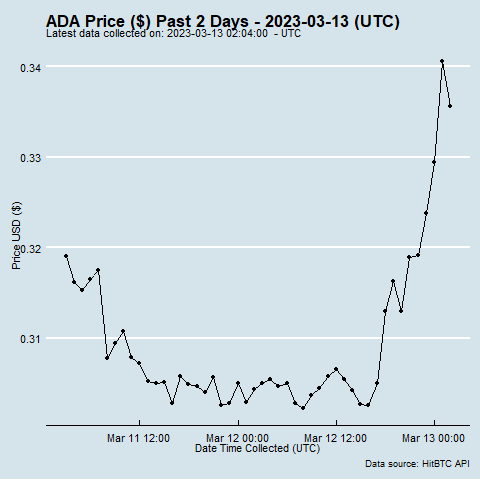 ADA Price ($) Past 2 Days - 2023-03-13 (UTC)
Latest data collected on: 2023-03-13 02:04:00 - UTC
0.34
0.33
0.32
0.31
Price USD ($)
Mar 11 12:00
Mar 12 00:00
Mar 12 12:00
Mar 13 00:00
Date Time Collected (UTC)
Data source: HitBTC API